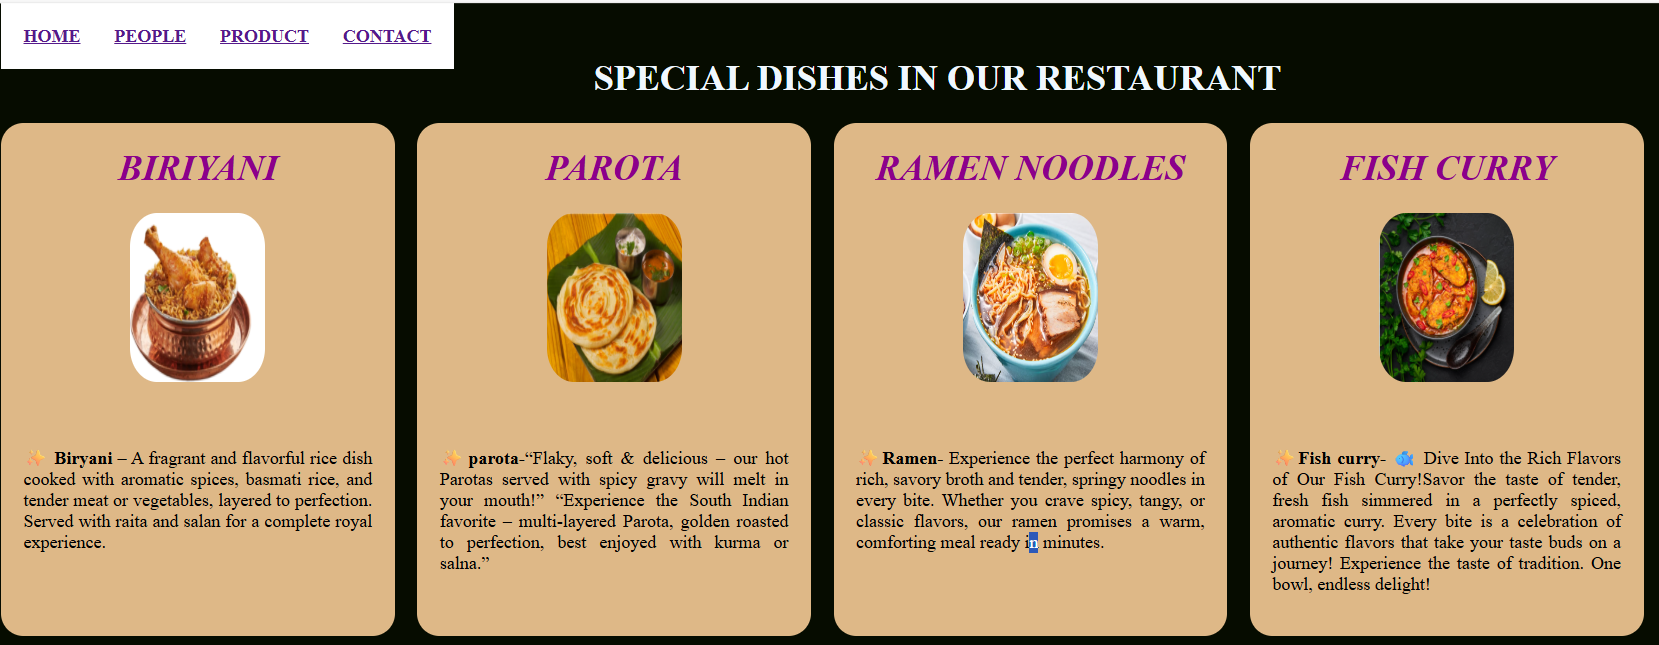 HOME PEOPLE PRODUCT CONTACT
SPECIAL DISHES IN OUR RESTAURANT
BIRIYANI
✨ Biryani – A fragrant and flavorful rice dish
cooked with aromatic spices, basmati rice, and
tender meat or vegetables, layered to perfection.
Served with raita and salan for a complete royal
experience.
PAROTA
✨ parota-“Flaky, soft & delicious – our hot
Parotas served with spicy gravy will melt in
your mouth!” “Experience the South Indian
favorite – multi-layered Parota, golden roasted
to perfection, best enjoyed with kurma or
salna.”
RAMEN NOODLES
✨ Ramen- Experience the perfect harmony of
rich, savory broth and tender, springy noodles in
every bite. Whether you crave spicy, tangy, or
classic flavors, our ramen promises a warm,
comforting meal ready in minutes.
FISH CURRY
✨ Fish curry- 🐟 Dive Into the Rich Flavors
of Our Fish Curry!Savor the taste of tender,
fresh fish simmered in a perfectly spiced,
aromatic curry. Every bite is a celebration of
authentic flavors that take your taste buds on a
journey! Experience the taste of tradition. One
bowl, endless delight!